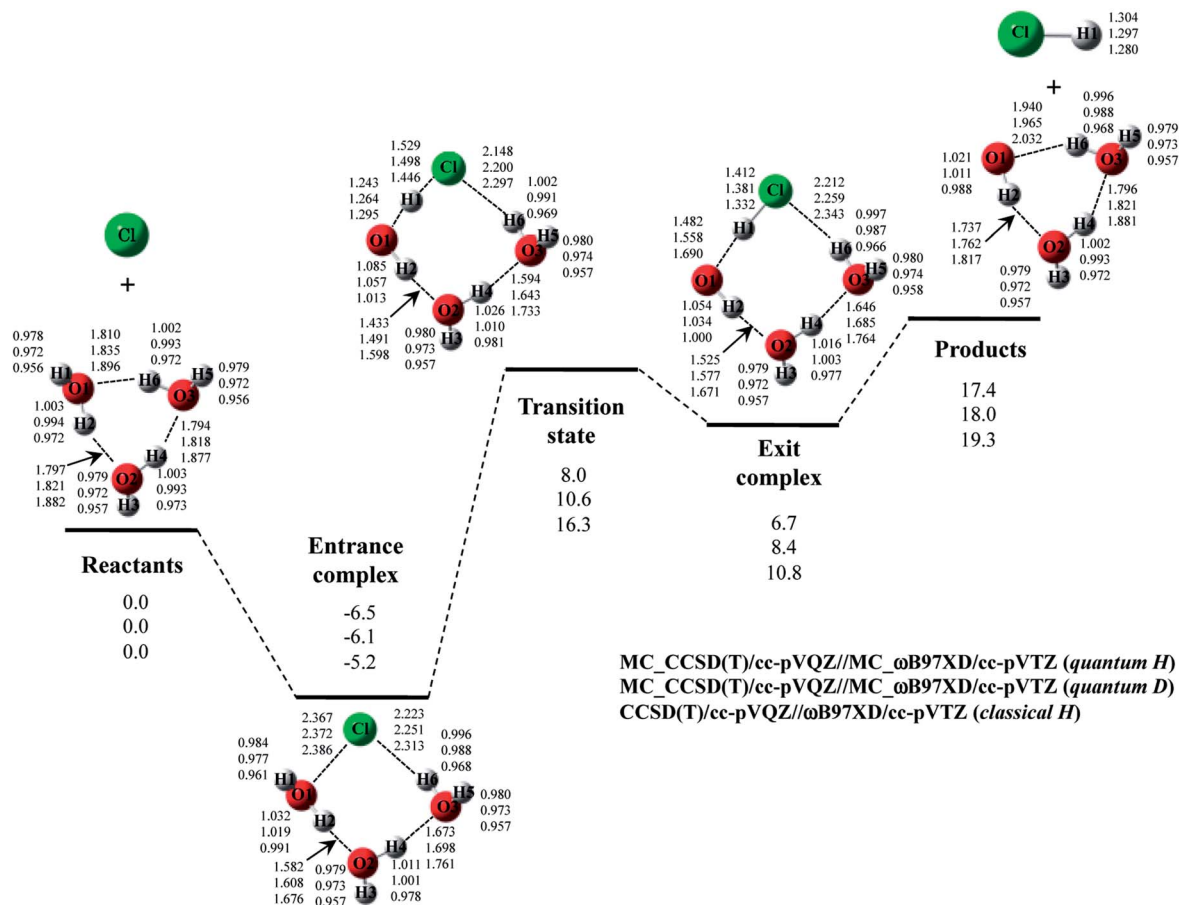 Cl
H1
1.304
1.297
1.280
+
1.940
1.965
2.032
0.996
0.988
0.968
O1
H6
H5
O3
0.979
0.973
0.957
1.021
1.011
0.988
H2
1.796
1.821
1.881
H4
1.737
1.762
1.817
O2
1.002
0.993
0.972
0.979
0.972
0.957
H3
Products
17.4
18.0
19.3
1.529
1.498
1.446
Cl
2.148
2.200
2.297
1.243
1.264
1.295
H1
1.002
0.991
0.969
H6
O1
H5
O3
0.980
0.974
0.957
1.085
1.057
1.013
H2
H4
1.594
1.643
1.733
O2
1.433
1.491
1.598
0.980
0.973
0.957
H3
1.026
1.010
0.981
Transition
state
8.0
10.6
16.3
1.412
1.381
1.332
Cl
2.212
2.259
2.343
1.482
1.558
1.690
H1
0.997
0.987
0.966
H6
O1
H5
O3
0.980
0.974
0.958
1.054
1.034
1.000
H2
H4
1.646
1.685
1.764
O2
1.525
1.577
1.671
0.979
0.972
0.957
H3
1.016
1.003
0.977
Exit
complex
6.7
8.4
10.8
Cl
+
0.978
0.972
0.956
1.810
1.835
1.896
1.002
0.993
0.972
H1
O1
H6
H5
O3
0.979
0.972
0.956
1.003
0.994
0.972
H2
1.794
1.818
1.877
H4
1.797
1.821
1.882
O2
0.979
0.972
0.957
H3
1.003
0.993
0.973
Reactants
0.0
0.0
0.0
Entrance
complex
-6.5
-6.1
-5.2
2.367
2.372
2.386
Cl
2.223
2.251
2.313
0.984
0.977
0.961
H1
O1
0.996
0.988
0.968
H6
H5
O3
0.980
0.973
0.957
1.032
1.019
0.991
H2
H4
1.673
1.698
1.761
O2
1.582
1.608
1.676
0.979
0.973
0.957
H3
1.011
1.001
0.978
MC_CCSD(T)/cc-pVQZ//MC_ωB97XD/cc-pVTZ (quantum H)
MC_CCSD(T)/cc-pVQZ//MC_ωB97XD/cc-pVTZ (quantum D)
CCSD(T)/cc-pVQZ//ωB97XD/cc-pVTZ (classical H)